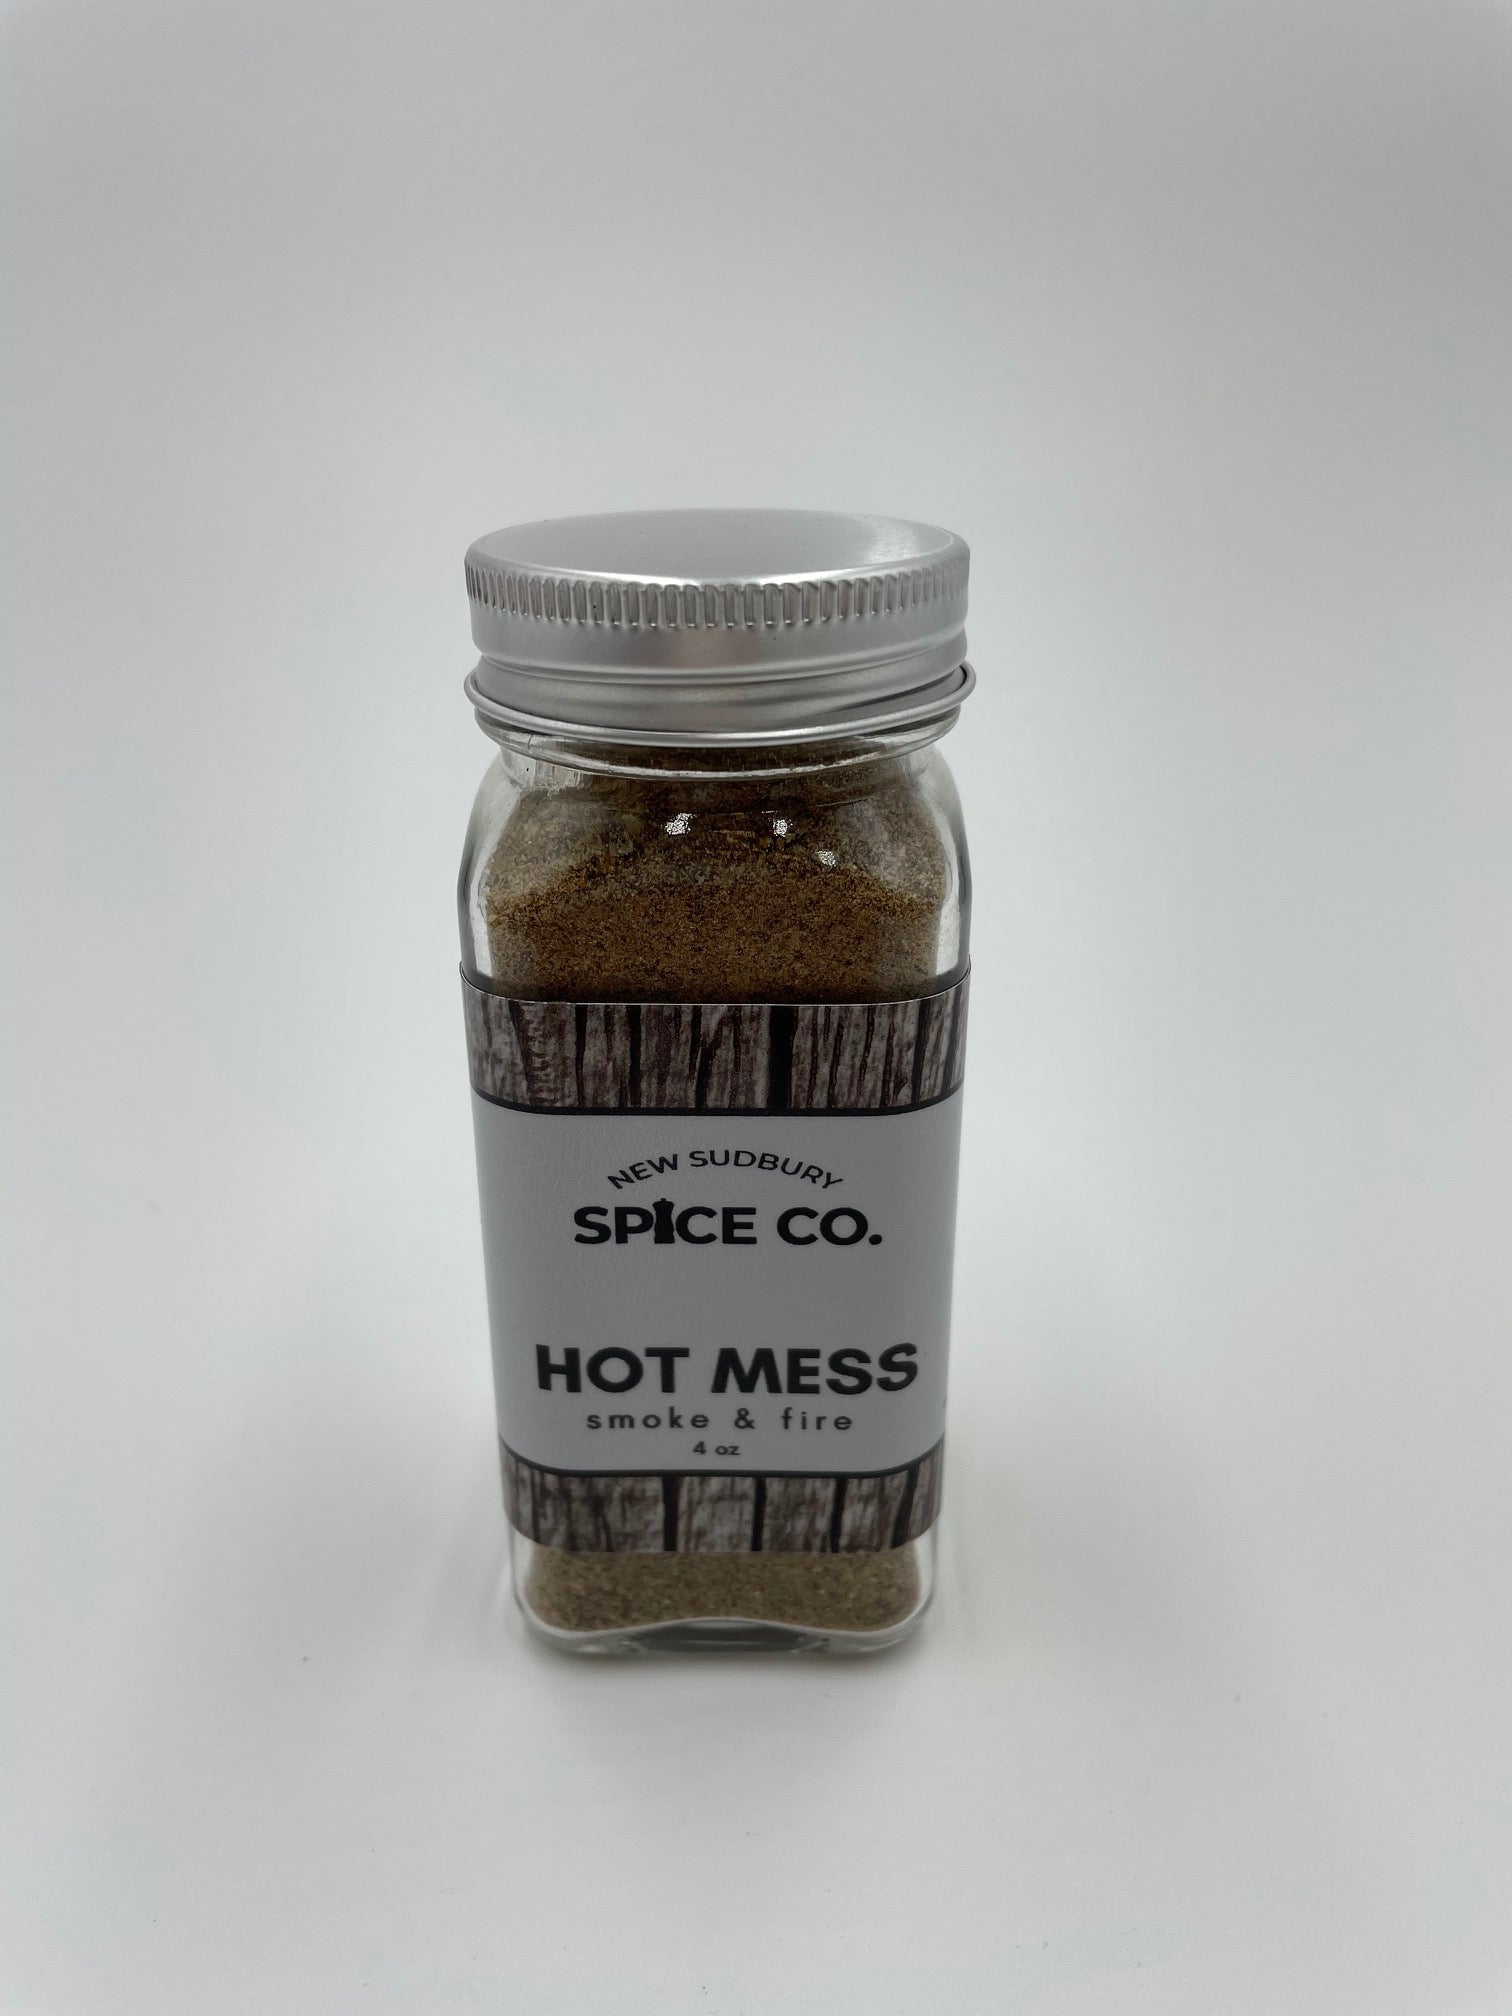 NEW SUDBURY
SPICE CO.
HOT MESS
smoke & fire
4 oz